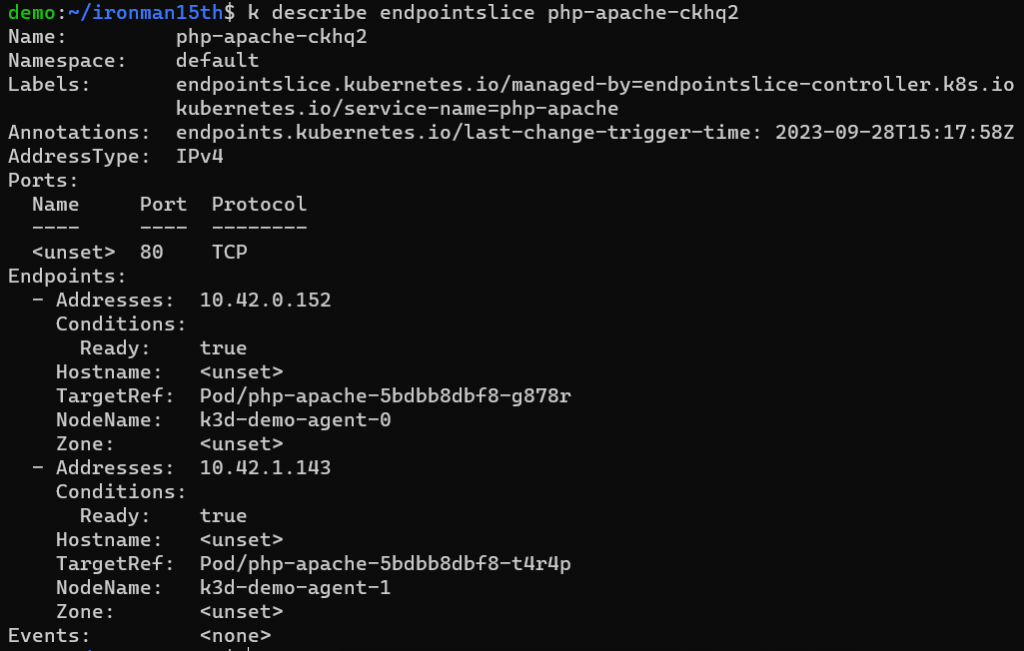 demo:~/ironman15th$ k describe endpointslice php-apache-ckhq2
Name:         php-apache-ckhq2
Namespace:    default
Labels:       endpointslice.kubernetes.io/managed-by=endpointslice-controller.k8s.io
              kubernetes.io/service-name=php-apache
Annotations:  endpoints.kubernetes.io/last-change-trigger-time: 2023-09-28T15:17:58Z
AddressType:  IPv4
Ports:
  Name     Port  Protocol
  ----     ----  --------
  <unset>  80    TCP
Endpoints:
  - Addresses:  10.42.0.152
    Conditions:
      Ready:    true
    Hostname:   <unset>
    TargetRef:  Pod/php-apache-5bdbb8dbf8-g878r
    NodeName:   k3d-demo-agent-0
    Zone:       <unset>
  - Addresses:  10.42.1.143
    Conditions:
      Ready:    true
    Hostname:   <unset>
    TargetRef:  Pod/php-apache-5bdbb8dbf8-t4r4p
    NodeName:   k3d-demo-agent-1
    Zone:       <unset>
Events:         <none>